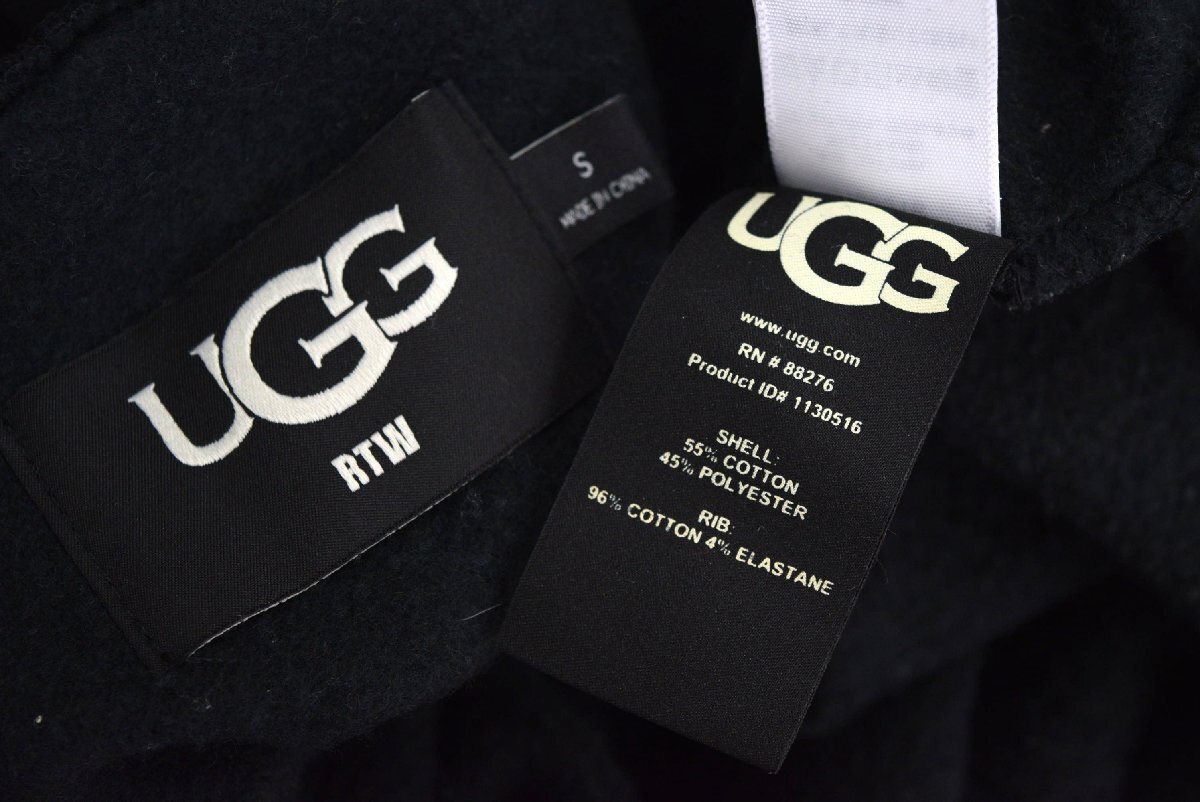 UGG
RTW
S
MADE IN CHINA
UGG
www.ugg.com
RN # 88276
Product ID# 1130516
SHELL:
55% COTTON
45% POLYESTER
RIB:
96% COTTON 4% ELASTANE